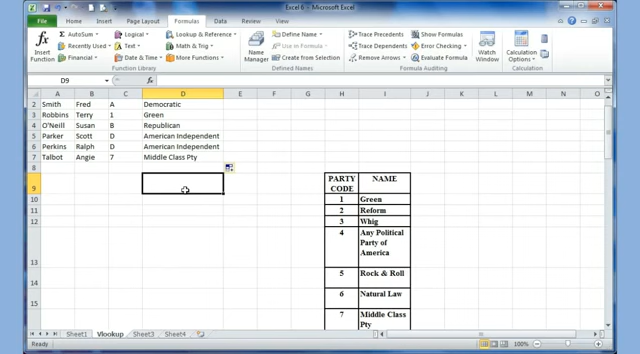 Excel 6 - Microsoft Excel
File Home Insert Page Layout Formulas Data Review View
fx Insert Function
Σ AutoSum
Recently Used
Financial
Logical
Text
Date & Time
Lookup & Reference
Math & Trig
More Functions
Function Library
Name Manager
Define Name
Use in Formula
Create from Selection
Defined Names
Trace Precedents
Trace Dependents
Remove Arrows
Show Formulas
Error Checking
Evaluate Formula
Formula Auditing
Watch Window
Calculation Options
Calculation
D9 fx
A B C D E F G H I J K L M N O
2 Smith Fred A Democratic
3 Robbins Terry 1 Green
4 O'Neill Susan B Republican
5 Parker Scott D American Independent
6 Perkins Ralph D American Independent
7 Talbot Angie 7 Middle Class Pty
8
9 PARTY CODE NAME
10 1 Green
11 2 Reform
12 3 Whig
13 4 Any Political Party of America
14 5 Rock & Roll
15 6 Natural Law
7 Middle Class Pty
Sheet1 Vlookup Sheet3 Sheet4
Ready 100%